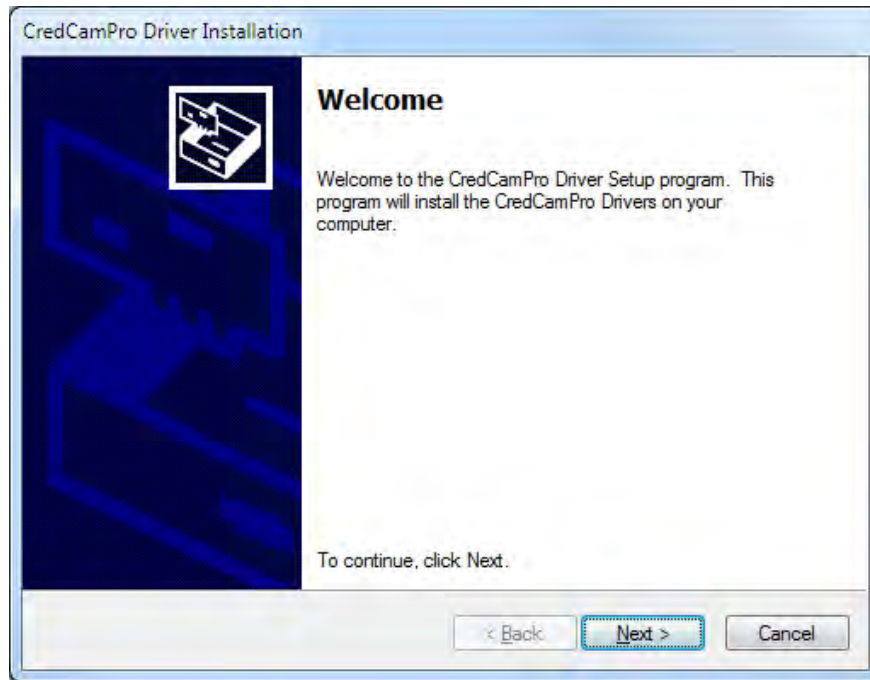 CredCamPro Driver Installation
Welcome
Welcome to the CredCamPro Driver Setup program.  This
program will install the CredCamPro Drivers on your
computer.
To continue, click Next.
< Back
Next >
Cancel